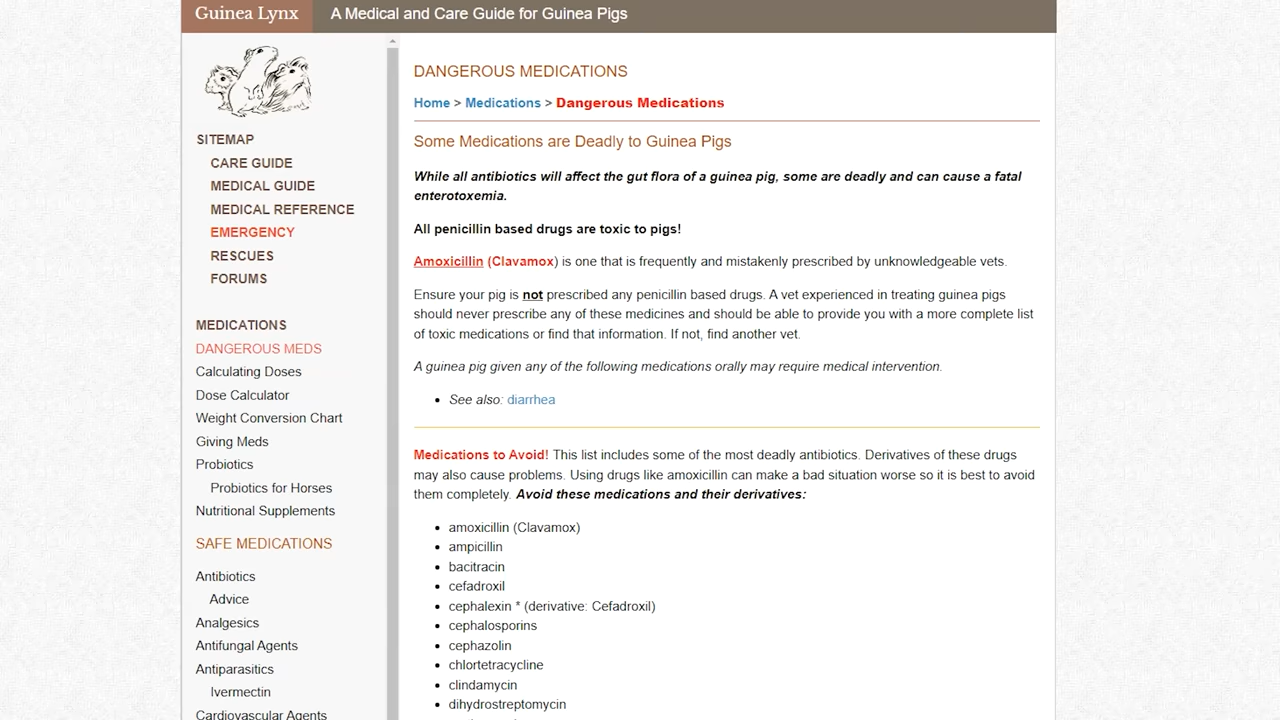 Guinea Lynx
A Medical and Care Guide for Guinea Pigs
SITEMAP
CARE GUIDE
MEDICAL GUIDE
MEDICAL REFERENCE
EMERGENCY
RESCUES
FORUMS
MEDICATIONS
DANGEROUS MEDS
Calculating Doses
Dose Calculator
Weight Conversion Chart
Giving Meds
Probiotics
Probiotics for Horses
Nutritional Supplements
SAFE MEDICATIONS
Antibiotics
Advice
Analgesics
Antifungal Agents
Antiparasitics
Ivermectin
Cardiovascular Agents
DANGEROUS MEDICATIONS
Home > Medications > Dangerous Medications
Some Medications are Deadly to Guinea Pigs
While all antibiotics will affect the gut flora of a guinea pig, some are deadly and can cause a fatal
enterotoxemia.
All penicillin based drugs are toxic to pigs!
Amoxicillin (Clavamox) is one that is frequently and mistakenly prescribed by unknowledgeable vets.
Ensure your pig is not prescribed any penicillin based drugs. A vet experienced in treating guinea pigs
should never prescribe any of these medicines and should be able to provide you with a more complete list
of toxic medications or find that information. If not, find another vet.
A guinea pig given any of the following medications orally may require medical intervention.
• See also: diarrhea
Medications to Avoid! This list includes some of the most deadly antibiotics. Derivatives of these drugs
may also cause problems. Using drugs like amoxicillin can make a bad situation worse so it is best to avoid
them completely. Avoid these medications and their derivatives:
• amoxicillin (Clavamox)
• ampicillin
• bacitracin
• cefadroxil
• cephalexin * (derivative: Cefadroxil)
• cephalosporins
• cephazolin
• chlortetracycline
• clindamycin
• dihydrostreptomycin